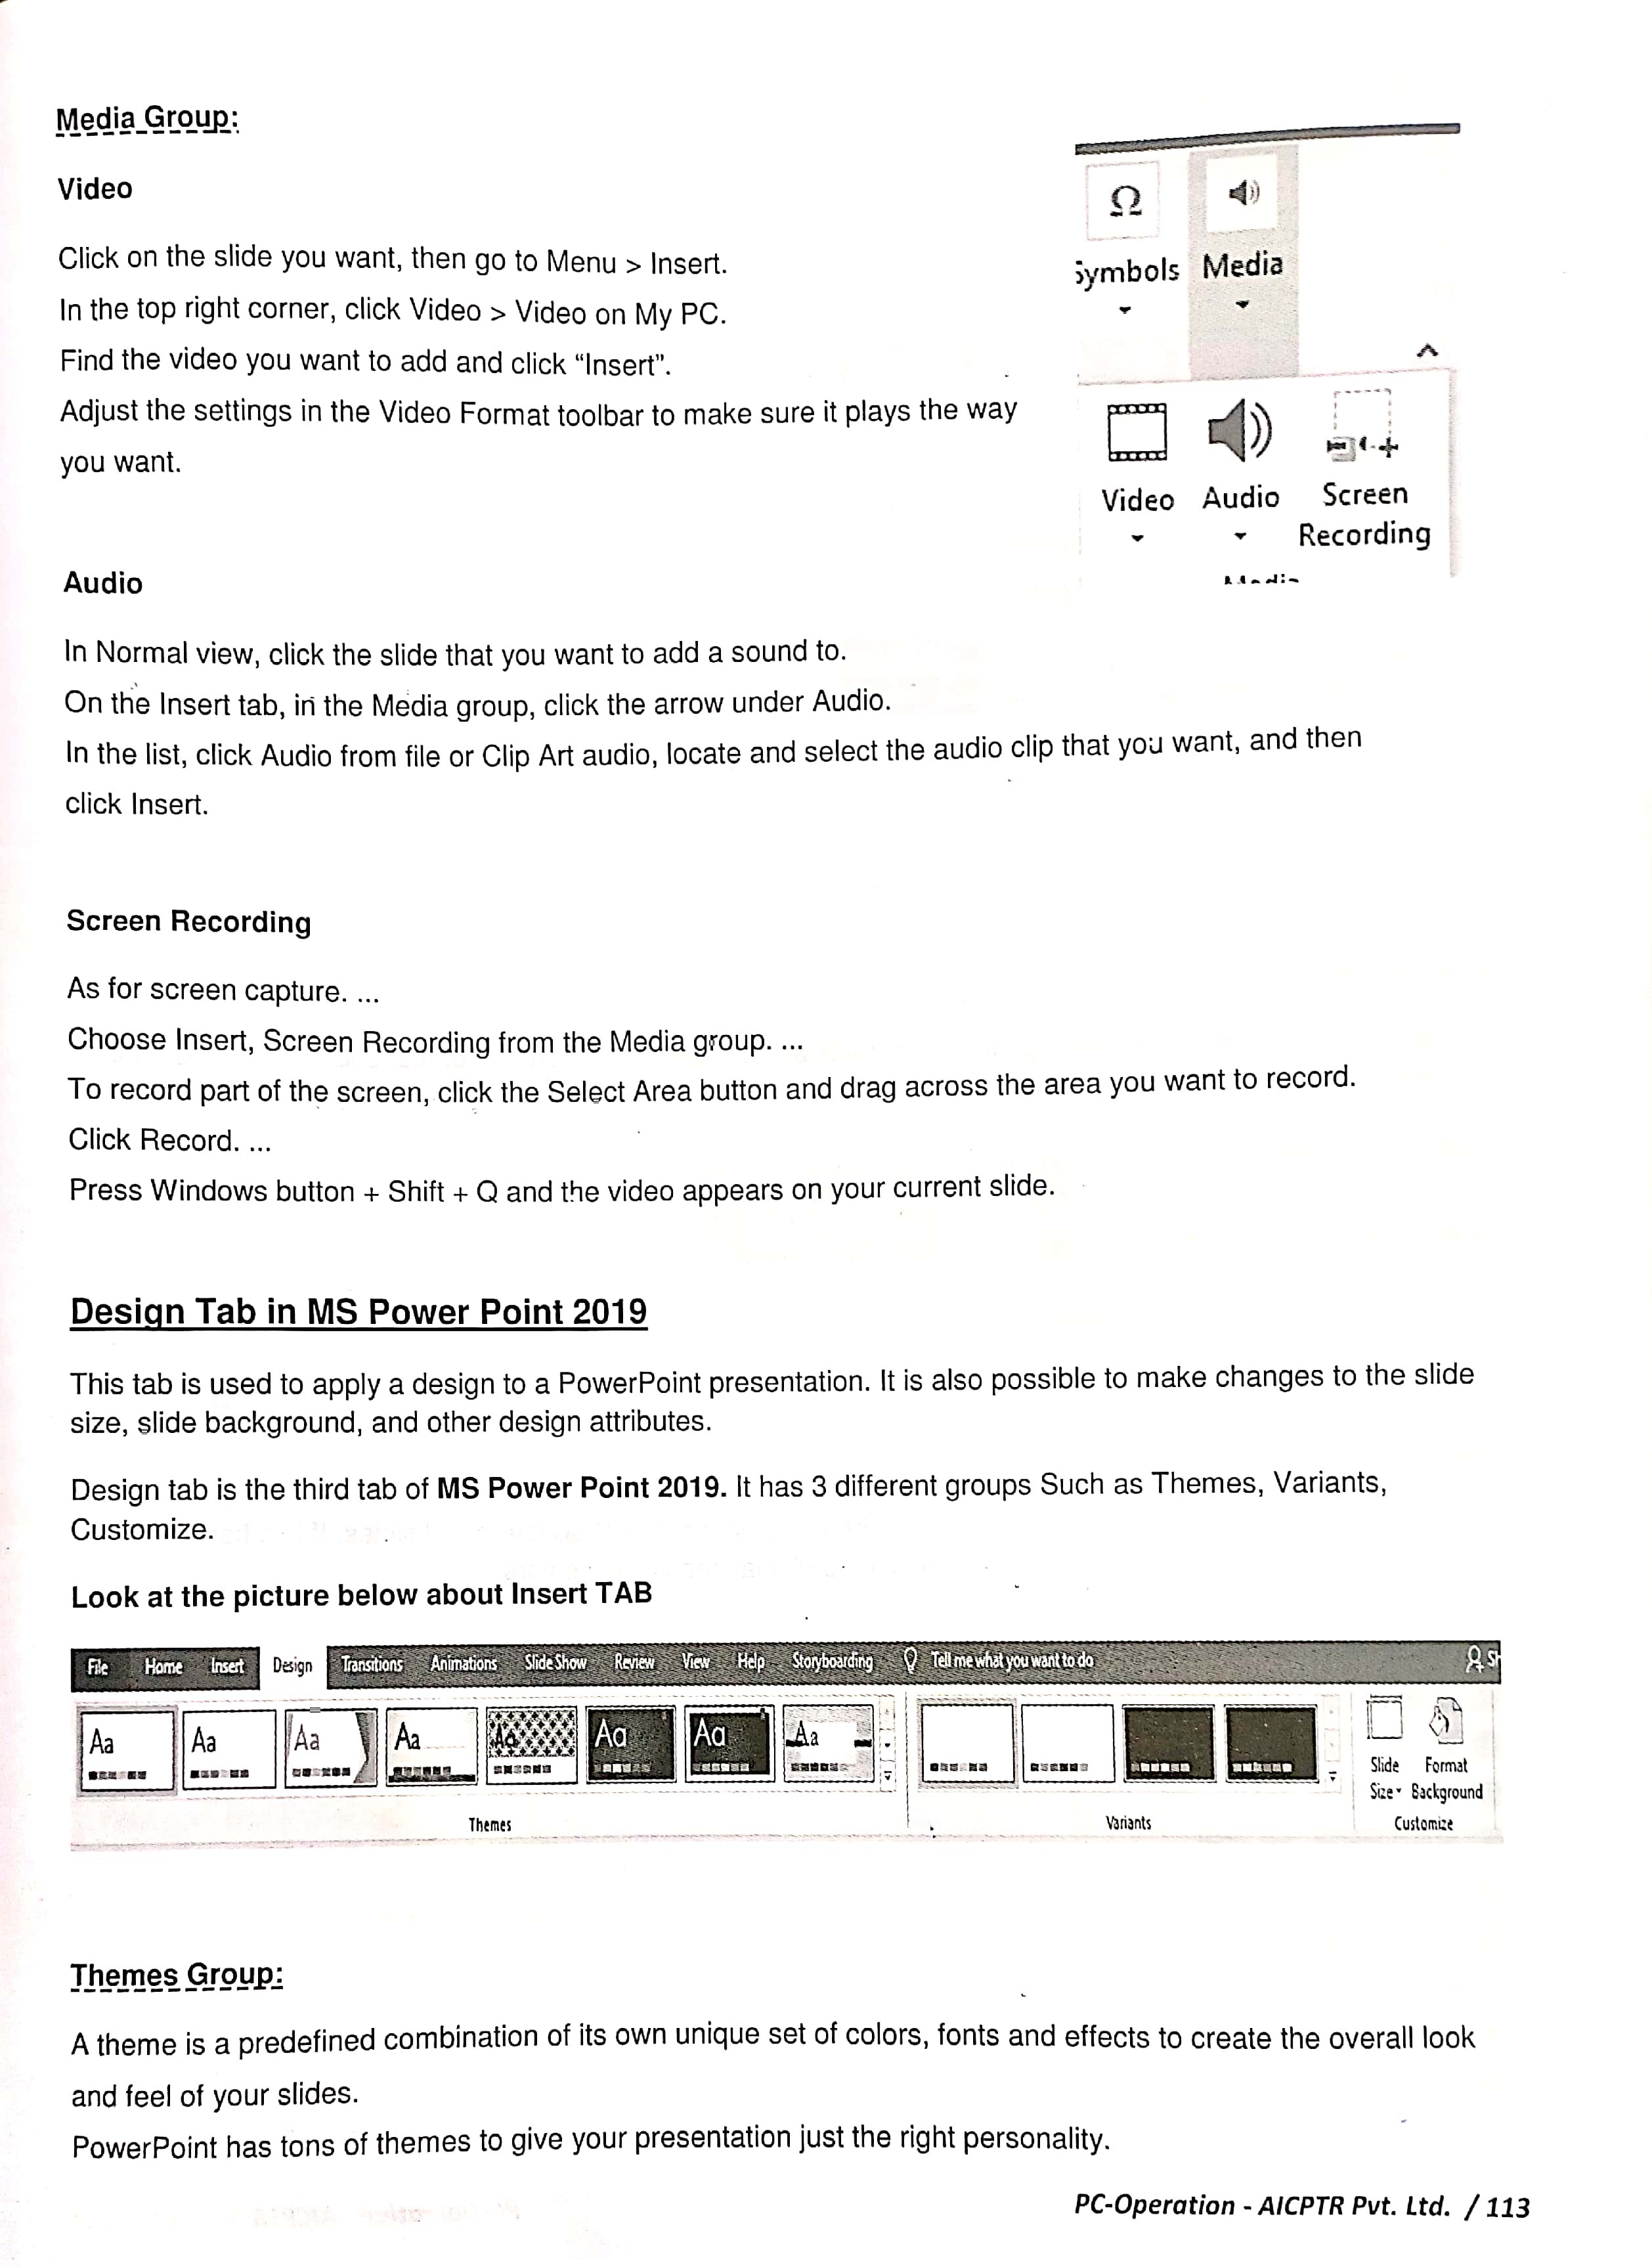 Media Group:
Video
Click on the slide you want, then go to Menu > Insert.
In the top right corner, click Video > Video on My PC.
Find the video you want to add and click “Insert”.
Adjust the settings in the Video Format toolbar to make sure it plays the way
you want.
Ω
Symbols Media
Video Audio Screen
Recording
Media
Audio
In Normal view, click the slide that you want to add a sound to.
On the Insert tab, in the Media group, click the arrow under Audio.
In the list, click Audio from file or Clip Art audio, locate and select the audio clip that you want, and then
click Insert.
Screen Recording
As for screen capture. ...
Choose Insert, Screen Recording from the Media group. ...
To record part of the screen, click the Select Area button and drag across the area you want to record.
Click Record. ...
Press Windows button + Shift + Q and the video appears on your current slide.
Design Tab in MS Power Point 2019
This tab is used to apply a design to a PowerPoint presentation. It is also possible to make changes to the slide
size, slide background, and other design attributes.
Design tab is the third tab of MS Power Point 2019. It has 3 different groups Such as Themes, Variants,
Customize.
Look at the picture below about Insert TAB
File Home Insert Design Transitions Animations Slide Show Review View Help Storyboarding Tell me what you want to do Sh
Aa Aa Aa Aa Aa Aa Aa Aa
Slide Format
Size Background
Themes Variants Customize
Themes Group:
A theme is a predefined combination of its own unique set of colors, fonts and effects to create the overall look
and feel of your slides.
PowerPoint has tons of themes to give your presentation just the right personality.
PC-Operation - AICPTR Pvt. Ltd. / 113